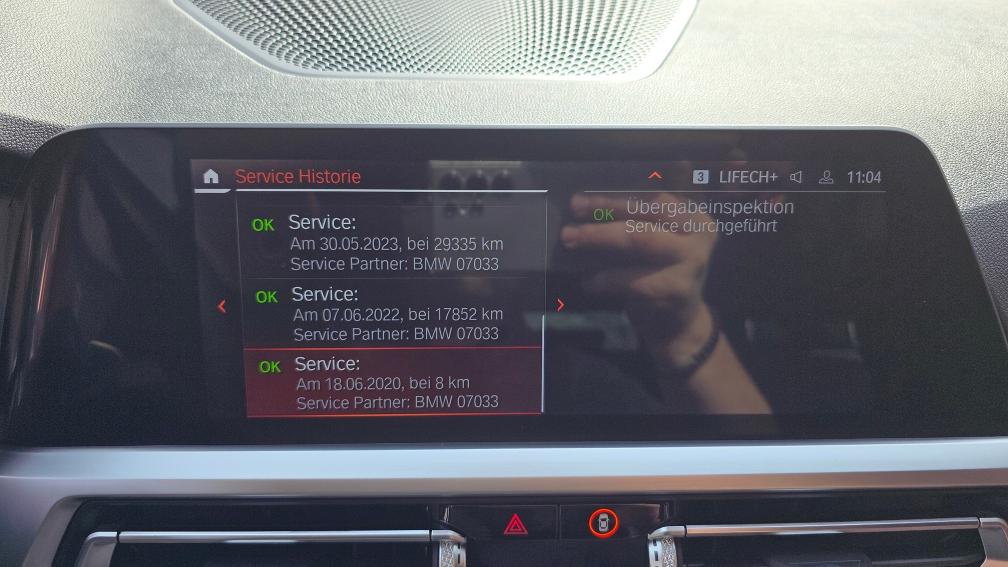 Service Historie
3 LIFECH+ 11:04
OK Service:
Am 30.05.2023, bei 29335 km
Service Partner: BMW 07033
OK Service:
Am 07.06.2022, bei 17852 km
Service Partner: BMW 07033
OK Service:
Am 18.06.2020, bei 8 km
Service Partner: BMW 07033
OK Übergabeinspektion
Service durchgeführt